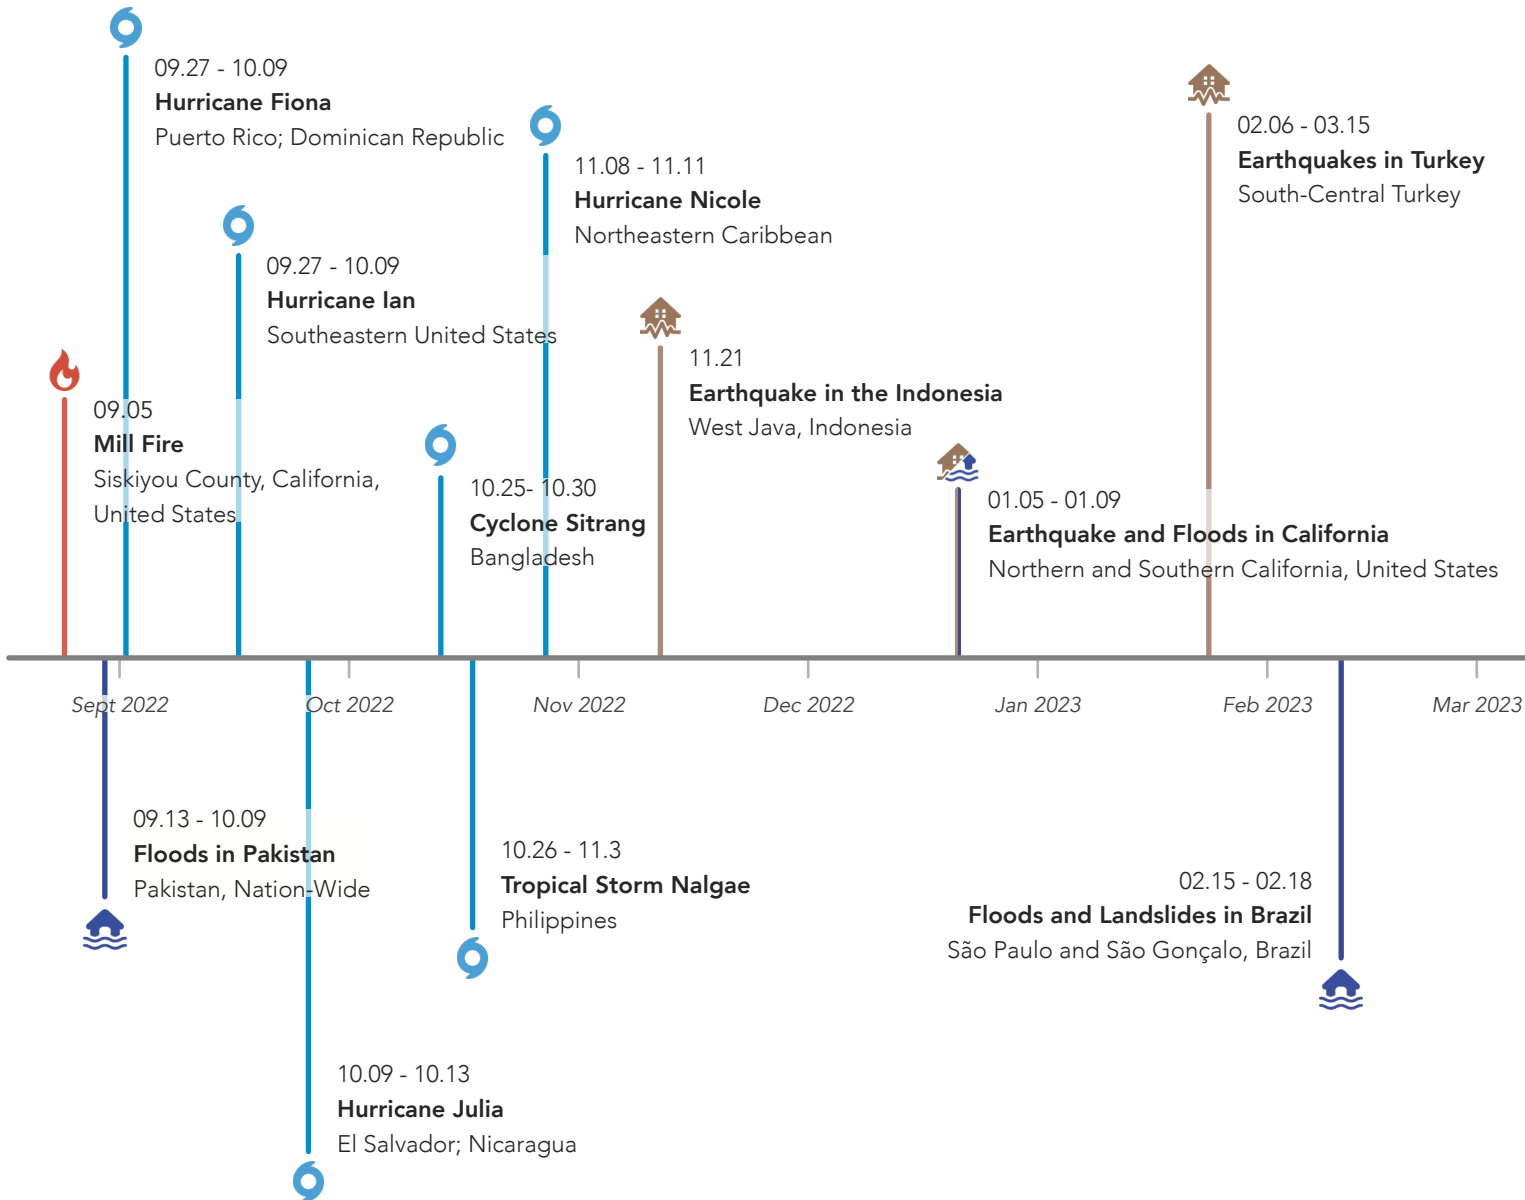 09.27 - 10.09
Hurricane Fiona
Puerto Rico; Dominican Republic
11.08 - 11.11
Hurricane Nicole
Northeastern Caribbean
02.06 - 03.15
Earthquakes in Turkey
South-Central Turkey
09.27 - 10.09
Hurricane Ian
Southeastern United States
11.21
Earthquake in the Indonesia
West Java, Indonesia
09.05
Mill Fire
Siskiyou County, California,
United States
10.25- 10.30
Cyclone Sitrang
Bangladesh
01.05 - 01.09
Earthquake and Floods in California
Northern and Southern California, United States
Sept 2022
Oct 2022
Nov 2022
Dec 2022
Jan 2023
Feb 2023
Mar 2023
09.13 - 10.09
Floods in Pakistan
Pakistan, Nation-Wide
10.26 - 11.3
Tropical Storm Nalgae
Philippines
02.15 - 02.18
Floods and Landslides in Brazil
São Paulo and São Gonçalo, Brazil
10.09 - 10.13
Hurricane Julia
El Salvador; Nicaragua